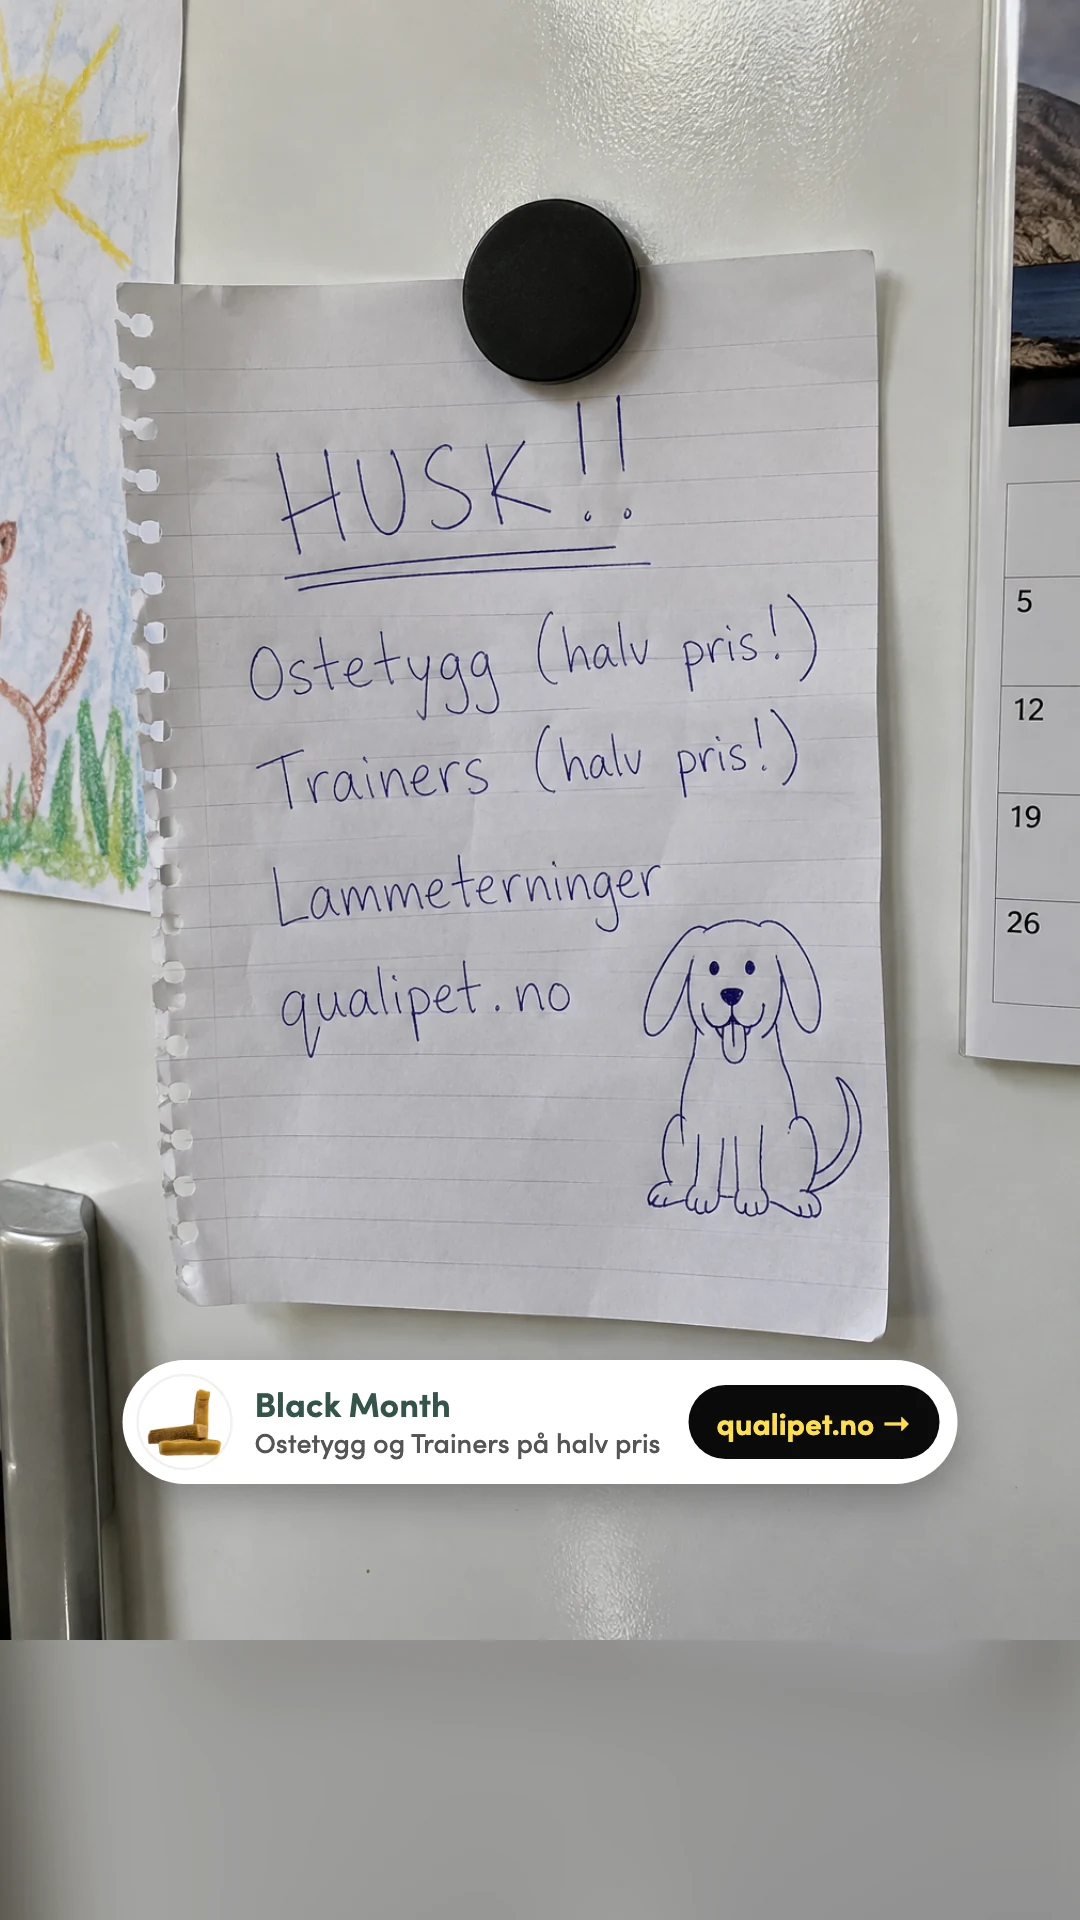 HUSK!!
Ostetygg (halv pris!)
Trainers (halv pris!)
Lammeterninger
qualipet.no
5
12
19
26
Black Month
Ostetygg og Trainers på halv pris
qualipet.no →